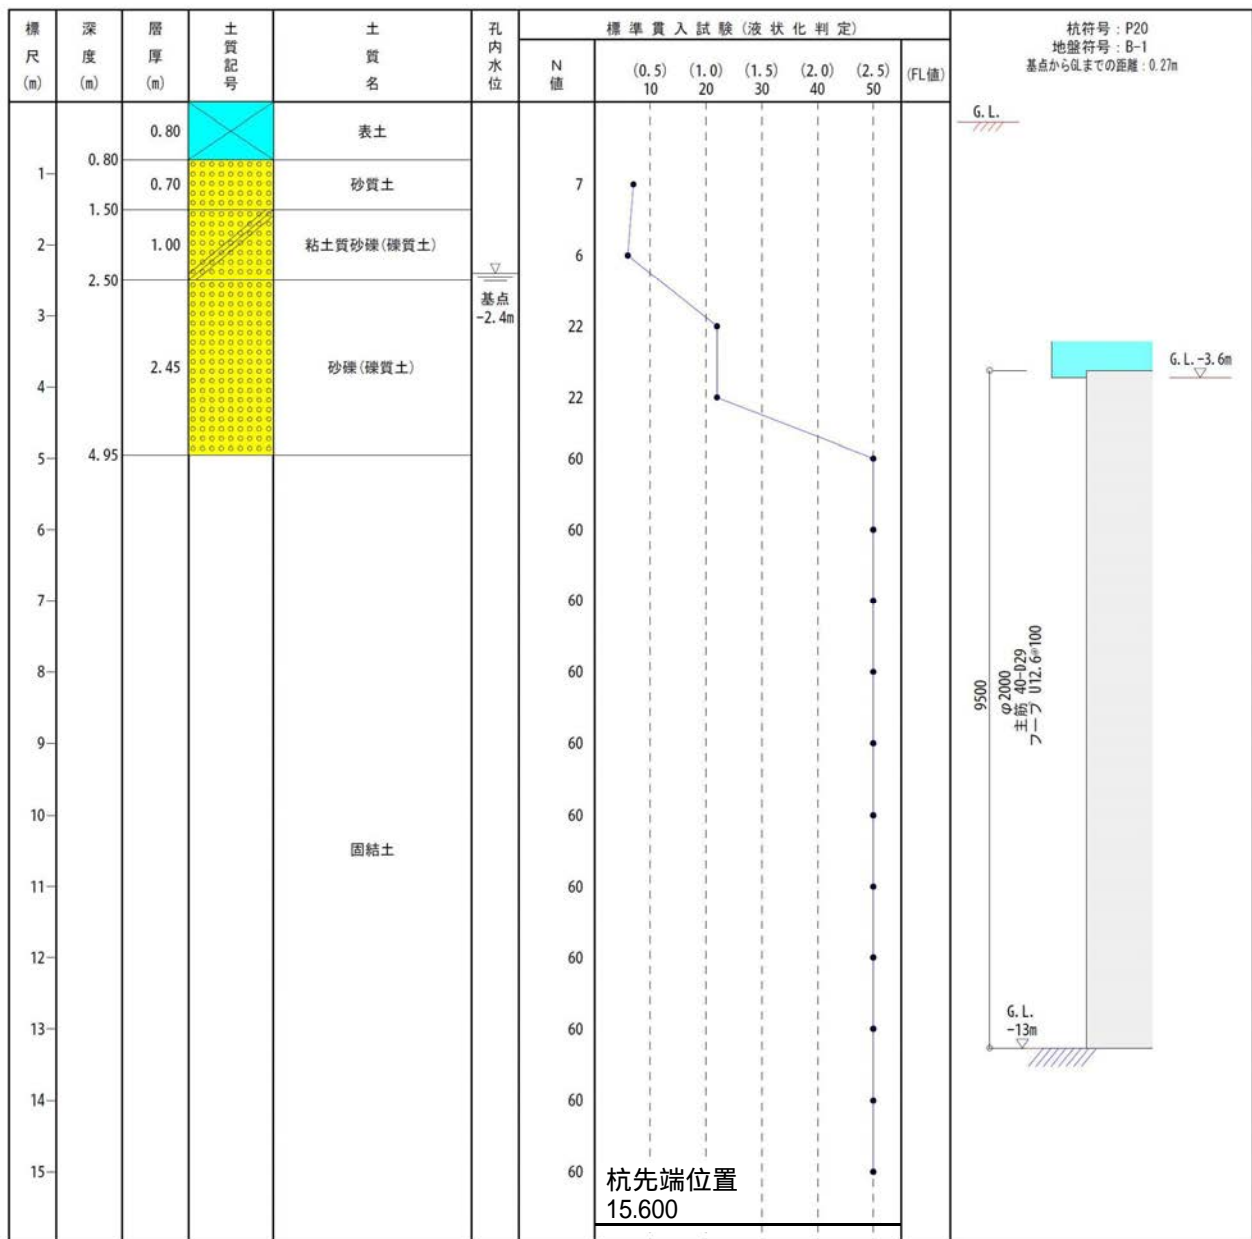 標尺(m)
深度(m)
層厚(m)
土質記号
土質名
孔内水位
標準貫入試験(液状化判定)
N値
(0.5) (1.0) (1.5) (2.0) (2.5)
10 20 30 40 50
(FL値)
杭符号:P20
地盤符号:B-1
基点からGLまでの距離:0.27m
G.L.
0.80 表土
0.80
1 0.70 砂質土 7
1.50
2 1.00 粘土質砂礫(礫質土) 6
2.50
基点
-2.4m
3 22
2.45 砂礫(礫質土)
G.L.-3.6m
4 22
4.95
5 60
6 60
7 60
8 60
9500
φ2000
主筋 40-D29
フープ U12.6@100
9 60
10 60
固結土
11 60
12 60
13 60
G.L.
-13m
14 60
15 60
杭先端位置
15.600